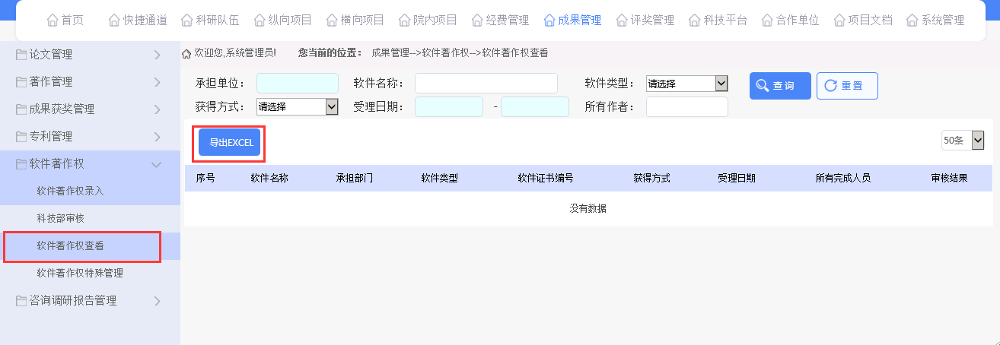 首页 快捷通道 科研队伍 纵向项目 横向项目 院内项目 经费管理 成果管理 评奖管理 科技平台 合作单位 项目文档 系统管理
论文管理
著作管理
成果获奖管理
专利管理
软件著作权
软件著作权录入
科技部审核
软件著作权查看
软件著作权特殊管理
咨询调研报告管理
欢迎您,系统管理员! 您当前的位置: 成果管理-->软件著作权-->软件著作权查看
承担单位: 软件名称: 软件类型: 请选择 查询 重置
获得方式: 请选择 受理日期: - 所有作者:
导出EXCEL 50条
序号 软件名称 承担部门 软件类型 软件证书编号 获得方式 受理日期 所有完成人员 审核结果
没有数据